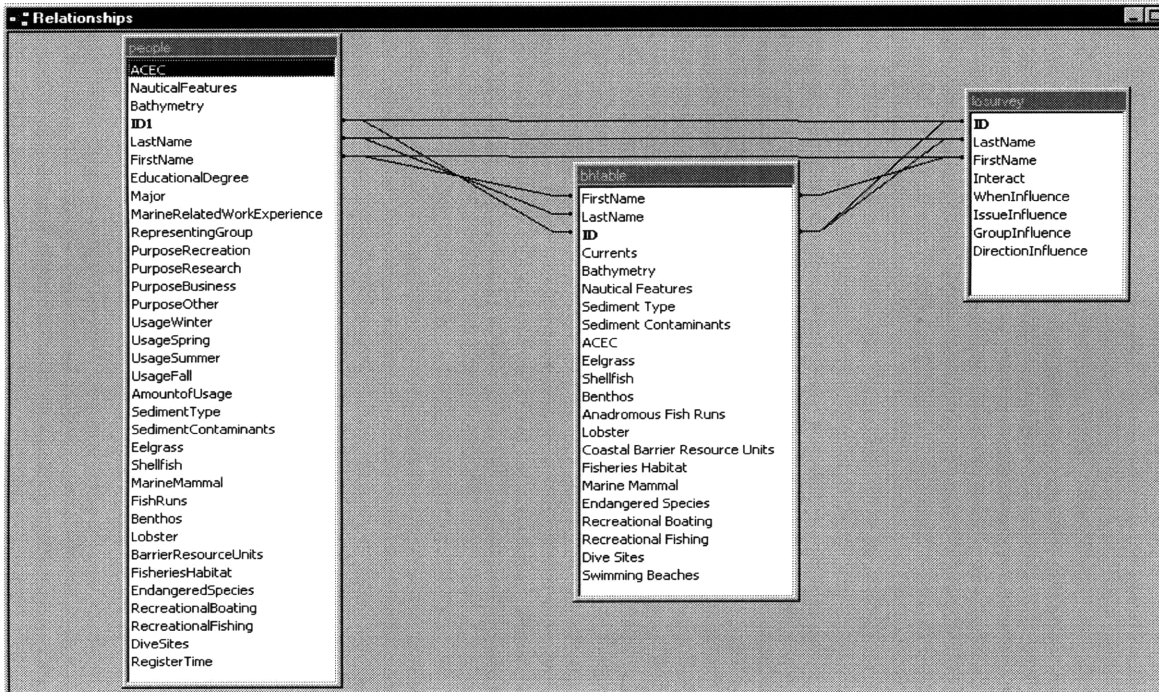 Relationships
people
ACEC
NauticalFeatures
Bathymetry
ID1
LastName
FirstName
EducationalDegree
Major
MarineRelatedWorkExperience
RepresentingGroup
PurposeRecreation
PurposeResearch
PurposeBusiness
PurposeOther
UsageWinter
UsageSpring
UsageSummer
UsageFall
AmountofUsage
SedimentType
SedimentContaminants
Eelgrass
Shellfish
MarineMammal
FishRuns
Benthos
Lobster
BarrierResourceUnits
FisheriesHabitat
EndangeredSpecies
RecreationalBoating
RecreationalFishing
DiveSites
RegisterTime
bhtable
FirstName
LastName
ID
Currents
Bathymetry
Nautical Features
Sediment Type
Sediment Contaminants
ACEC
Eelgrass
Shellfish
Benthos
Anadromous Fish Runs
Lobster
Coastal Barrier Resource Units
Fisheries Habitat
Marine Mammal
Endangered Species
Recreational Boating
Recreational Fishing
Dive Sites
Swimming Beaches
losurvey
ID
LastName
FirstName
Interact
WhenInfluence
IssueInfluence
GroupInfluence
DirectionInfluence